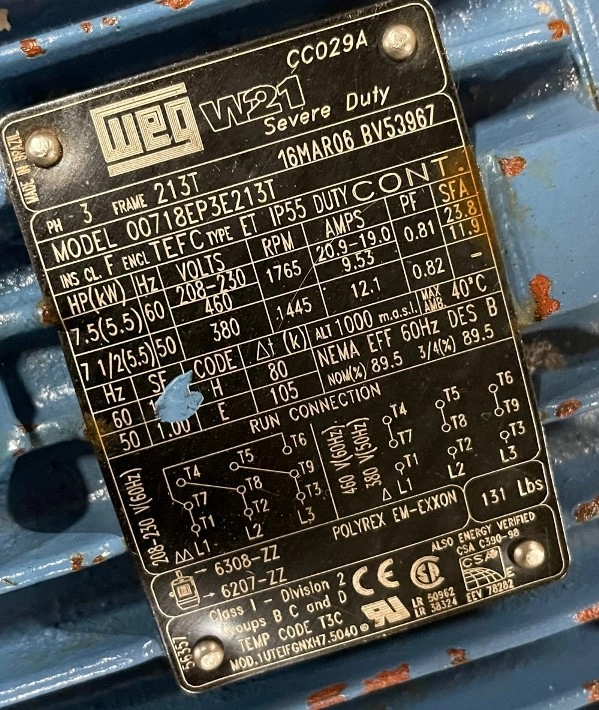 CC029A
WEG W21
Severe Duty
MADE IN BRAZIL
16MAR06 BV53967
PH 3 FRAME 213T
MODEL 00718EP3E213T
INS CL. F ENCL TEFC TYPE ET IP55 DUTY CONT.
HP(kW) Hz VOLTS RPM AMPS PF SFA
7.5(5.5) 60 208-230 1765 20.9-19.0 0.81 23.8
460 9.53 11.9
7 1/2(5.5) 50 380 1445 12.1 0.82 -
Hz SF CODE Δt (k) ALT 1000 m.a.s.l. MAX AMB. 40°C
60 H 80 NEMA EFF 60Hz DES B
50 1.00 E 105 NOM(%) 89.5 3/4(%) 89.5
RUN CONNECTION
208-230 V(60Hz)
T6
T4 T5 T9
T7 T8 T3
T1 T2
ΔΔ L1 L2 L3
460 V(60Hz)
380 V(50Hz)
T4 T5 T6
T7 T8 T9
T1 T2 T3
Δ L1 L2 L3
POLYREX EM-EXXON 131 Lbs
6308-ZZ
6207-ZZ
ALSO ENERGY VERIFIED
CSA C390-98
Class I - Division 2
Groups B C and D
TEMP CODE T3C
MOD.1UTEIFGNXH7.5040
CE
LR 50962
LR 38324
CSA
EEV 78282
56357